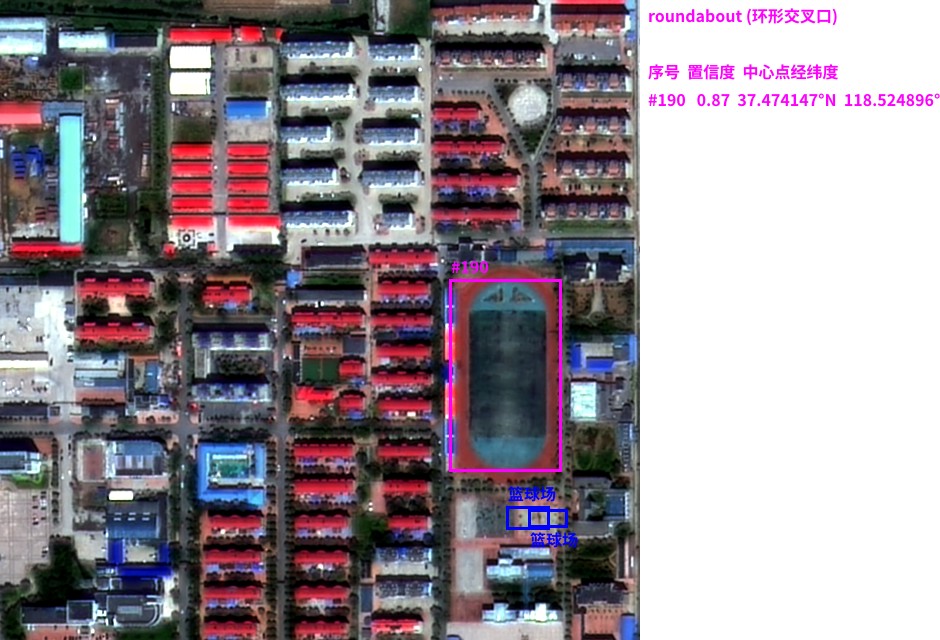 roundabout (环形交叉口)
序号 置信度 中心点经纬度
#190 0.87 37.474147°N 118.524896°
#190
篮球场
篮球场